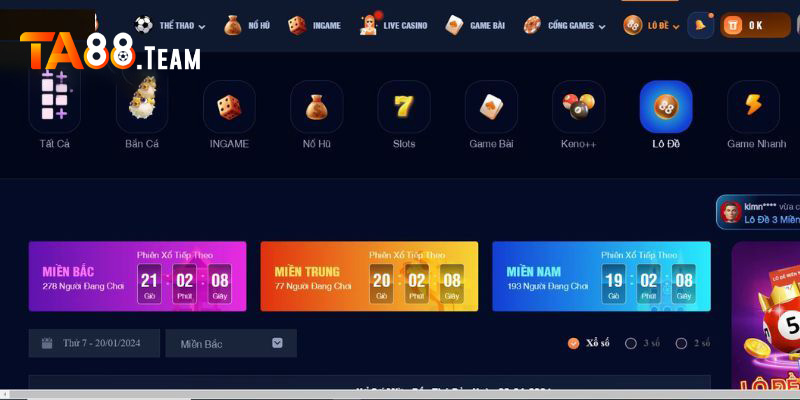 THỂ THAO
NỔ HŨ
INGAME
LIVE CASINO
GAME BÀI
CỔNG GAMES
LÔ ĐỀ
0 K
TA88.TEAM
Tất Cả
Bắn Cá
INGAME
Nổ Hũ
Slots
Game Bài
Keno++
Lô Đề
Game Nhanh
kimn**** vừa c
Lô Đề 3 Miền
MIỀN BẮC
278 Người Đang Chơi
Phiên Xổ Tiếp Theo
21 : 02 : 08
Giờ Phút Giây
MIỀN TRUNG
77 Người Đang Chơi
Phiên Xổ Tiếp Theo
20 : 02 : 08
Giờ Phút Giây
MIỀN NAM
193 Người Đang Chơi
Phiên Xổ Tiếp Theo
19 : 02 : 08
Giờ Phút Giây
Thứ 7 - 20/01/2024
Miền Bắc
Xổ số
3 số
2 số
5
LÔ ĐỀ